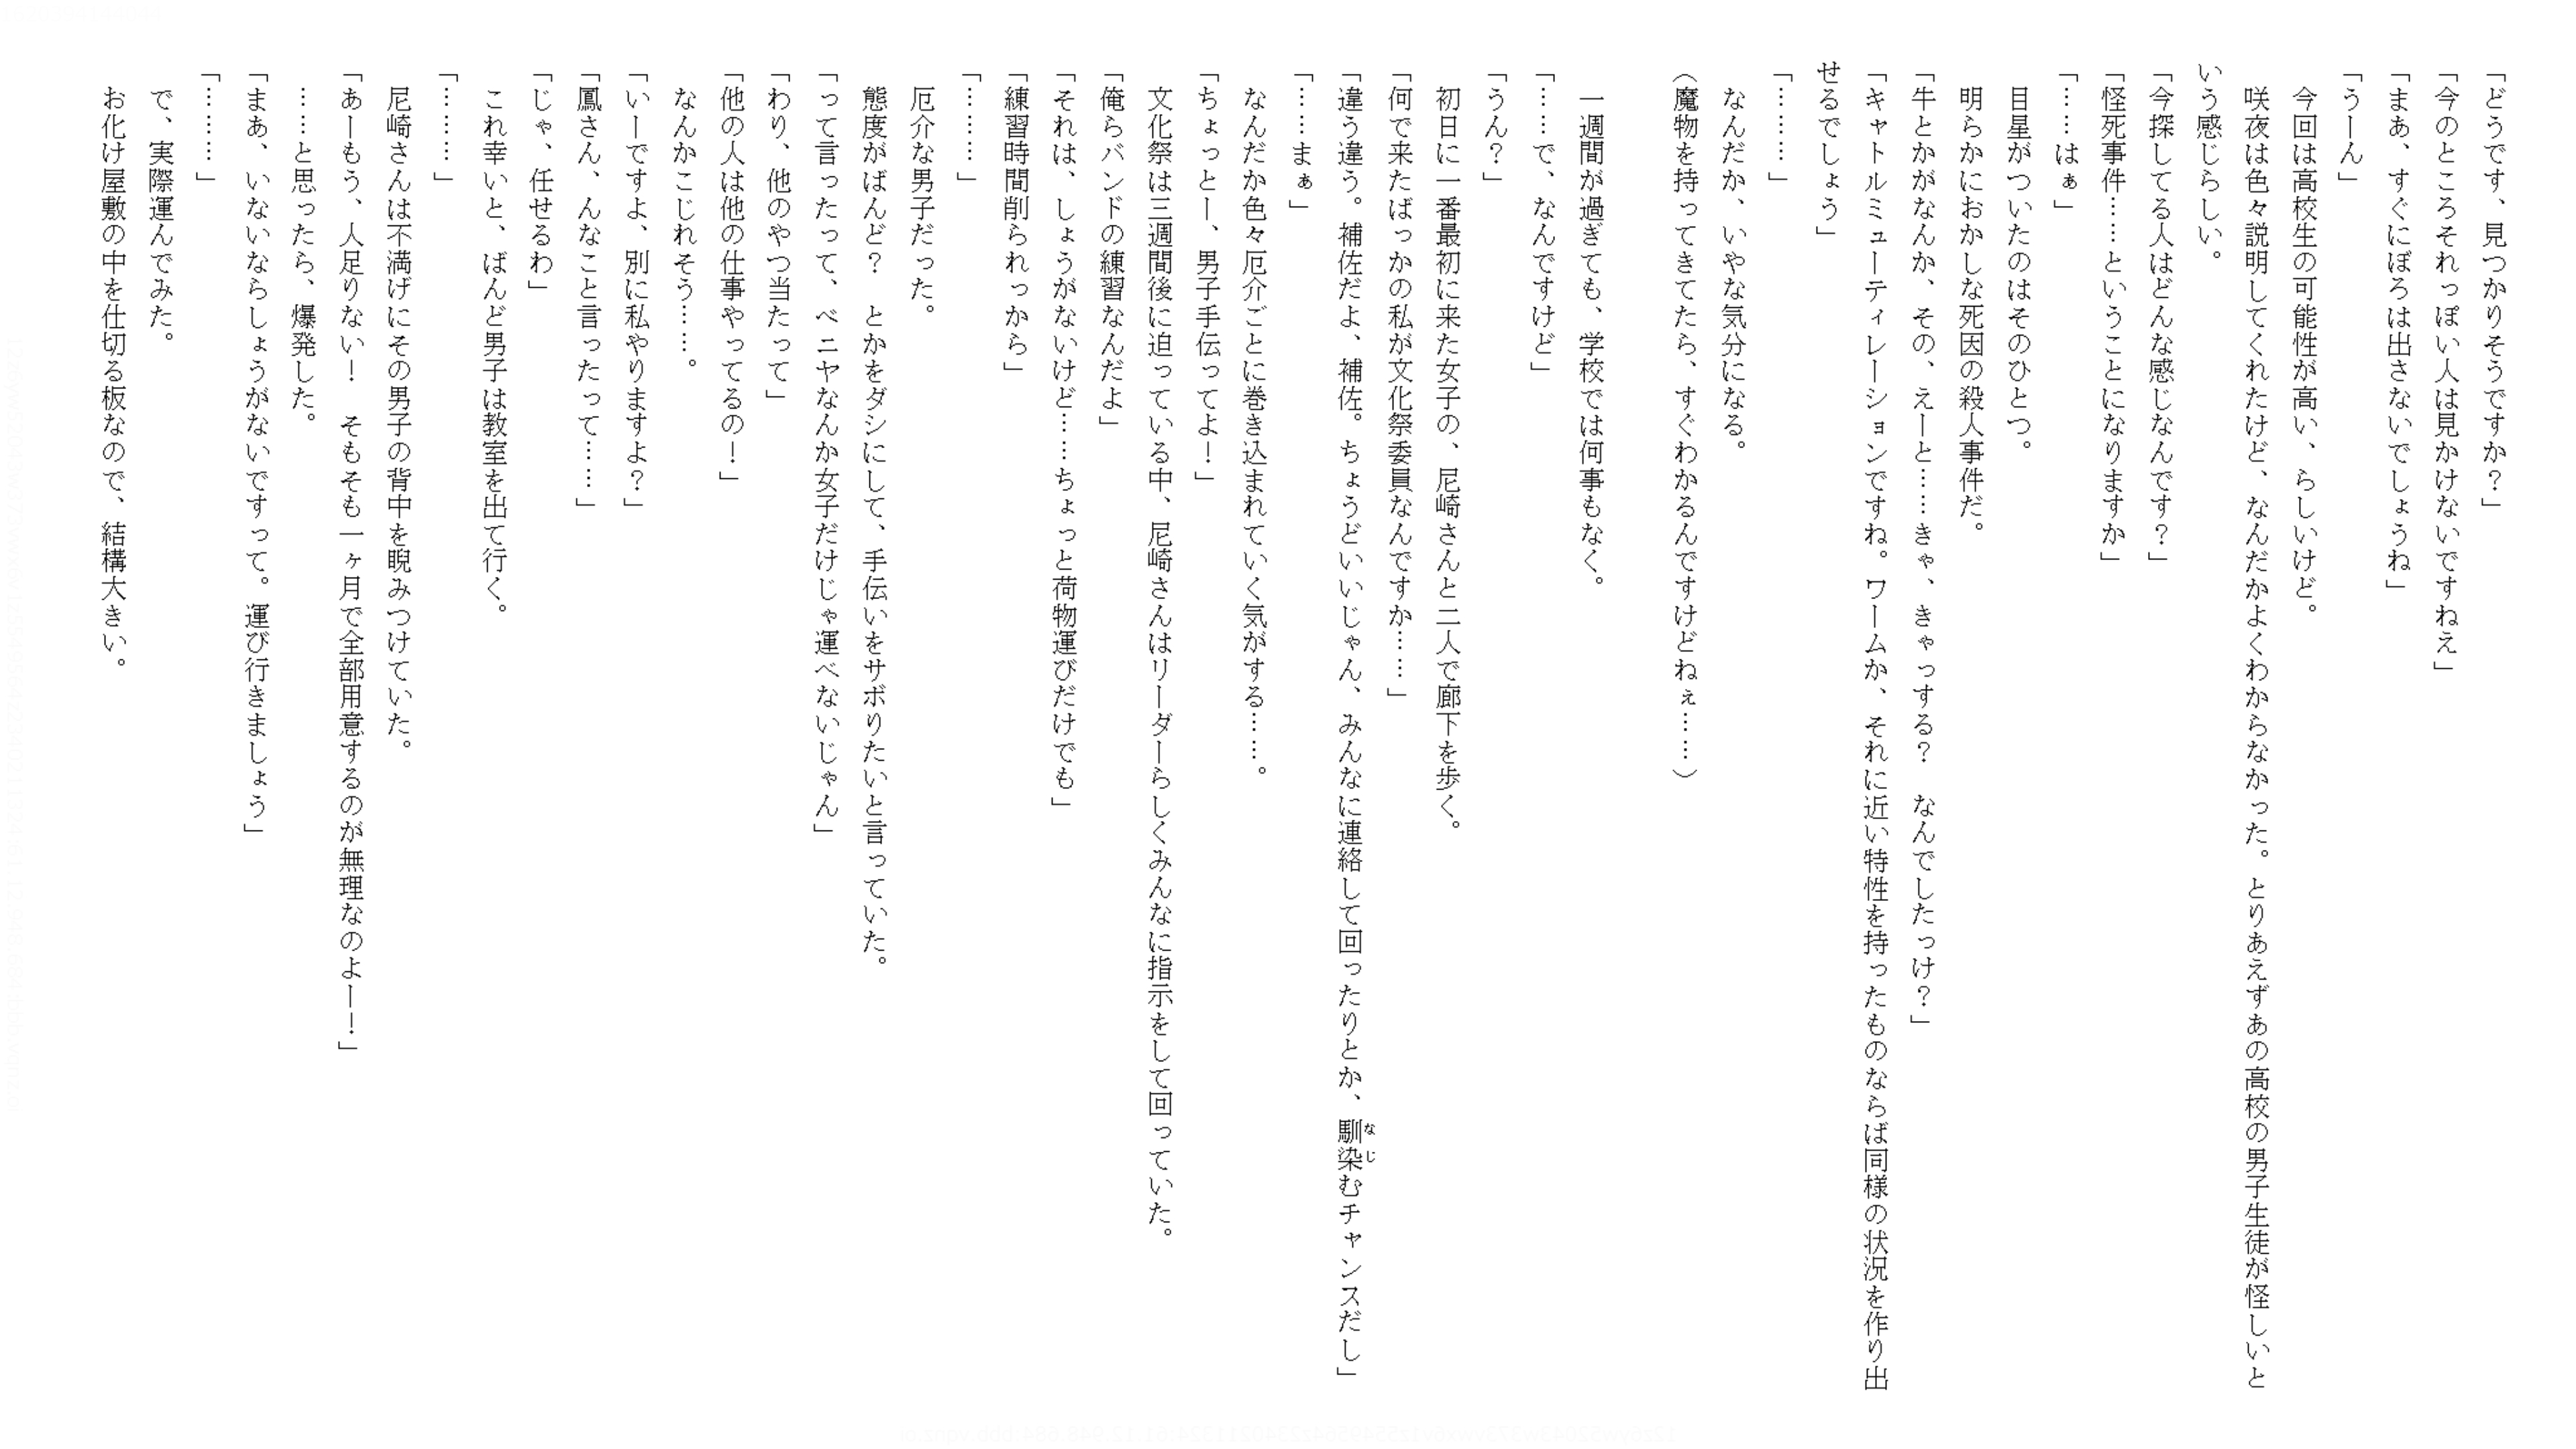 「どうです、見つかりそうですか？」
「今のところそれっぽい人は見かけないですねえ」
「まあ、すぐにぼろは出さないでしょうね」
「うーん」
今回は高校生の可能性が高い、らしいけど。
咲夜は色々説明してくれたけど、なんだかよくわからなかった。とりあえずあの高校の男子生徒が怪しいと
いう感じらしい。
「今探してる人はどんな感じなんです？」
「怪死事件……ということになりますか」
「……はぁ」
目星がついたのはそのひとつ。
明らかにおかしな死因の殺人事件だ。
「牛とかがなんか、その、えーと……きゃ、きゃっする？　なんでしたっけ？」
「キャトルミューティレーションですね。ワームか、それに近い特性を持ったものならば同様の状況を作り出
せるでしょう」
「………」
なんだか、いやな気分になる。
（魔物を持ってきてたら、すぐわかるんですけどねぇ……）
一週間が過ぎても、学校では何事もなく。
「……で、なんですけど」
「うん？」
初日に一番最初に来た女子の、尼崎さんと二人で廊下を歩く。
「何で来たばっかの私が文化祭委員なんですか……」
「違う違う。補佐だよ、補佐。ちょうどいいじゃん、みんなに連絡して回ったりとか、馴染むチャンスだし」
「……まぁ」
なんだか色々厄介ごとに巻き込まれていく気がする……。
「ちょっとー、男子手伝ってよ！」
文化祭は三週間後に迫っている中、尼崎さんはリーダーらしくみんなに指示をして回っていた。
「俺らバンドの練習なんだよ」
「それは、しょうがないけど……ちょっと荷物運びだけでも」
「練習時間削られっから」
「………」
厄介な男子だった。
態度がばんど？　とかをダシにして、手伝いをサボりたいと言っていた。
「って言ったって、ベニヤなんか女子だけじゃ運べないじゃん」
「わり、他のやつ当たって」
「他の人は他の仕事やってるの！」
なんかこじれそう……。
「いーですよ、別に私やりますよ？」
「鳳さん、んなこと言ったって……」
「じゃ、任せるわ」
これ幸いと、ばんど男子は教室を出て行く。
「………」
尼崎さんは不満げにその男子の背中を睨みつけていた。
「あーもう、人足りない！　そもそも一ヶ月で全部用意するのが無理なのよー！」
……と思ったら、爆発した。
「まあ、いないならしょうがないですって。運び行きましょう」
「………」
で、実際運んでみた。
お化け屋敷の中を仕切る板なので、結構大きい。